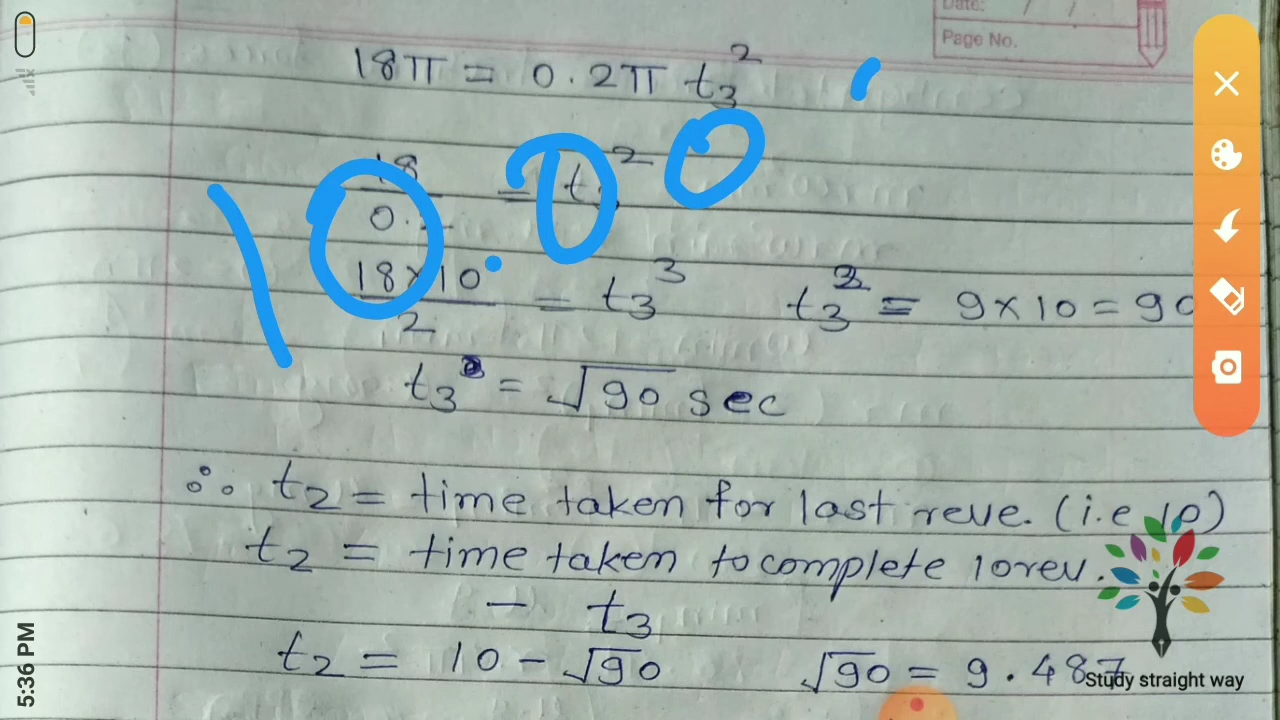 Date: / /
Page No.
18π = 0.2π t₃²
18
0.
= t ²
18×10
2
= t₃³
t₃² = 9×10 = 90
10.00'
t₃ = √90 sec
∴ t₂ = time taken for last reve. (i.e 10)
t₂ = time taken to complete 10rev.
− t₃
t₂ = 10 − √90
√90 = 9.487
Study straight way
5:36 PM